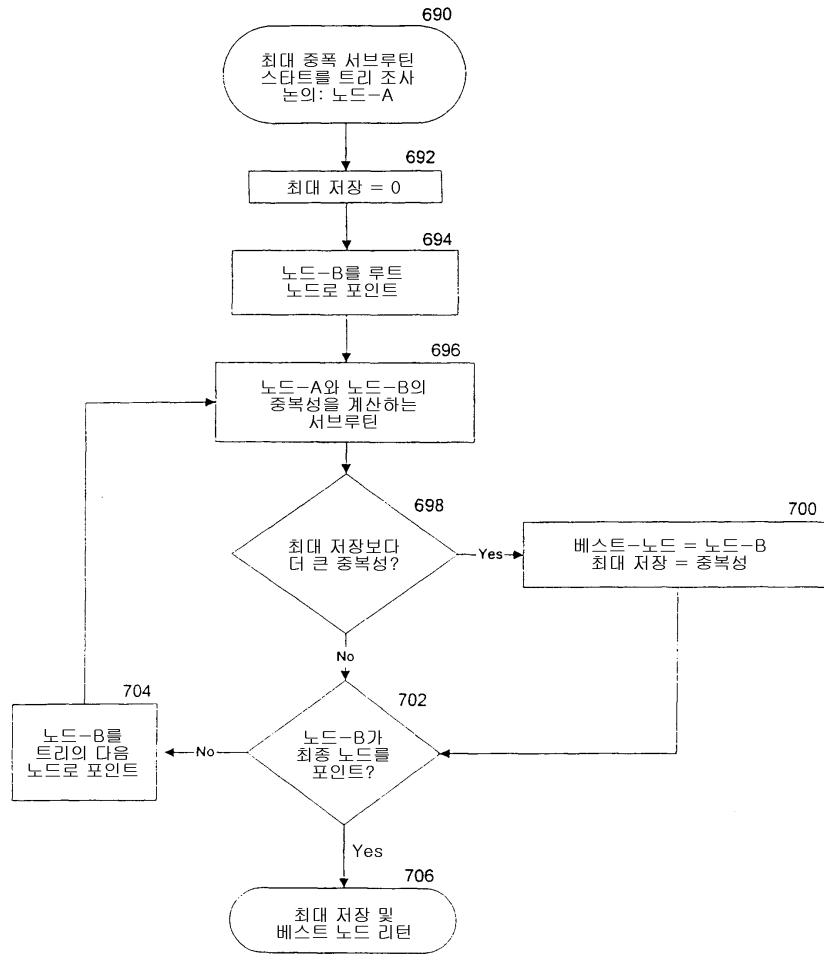 690
최대 중폭 서브루틴
스타트를 트리 조사
논의: 노드-A
692
최대 저장 = 0
694
노드-B를 루트
노드로 포인트
696
노드-A와 노드-B의
중복성을 계산하는
서브루틴
698
최대 저장보다
더 큰 중복성?
Yes
700
베스트-노드 = 노드-B
최대 저장 = 중복성
No
702
노드-B가
최종 노드를
포인트?
No
704
노드-B를
트리의 다음
노드로 포인트
Yes
706
최대 저장 및
베스트 노드 리턴